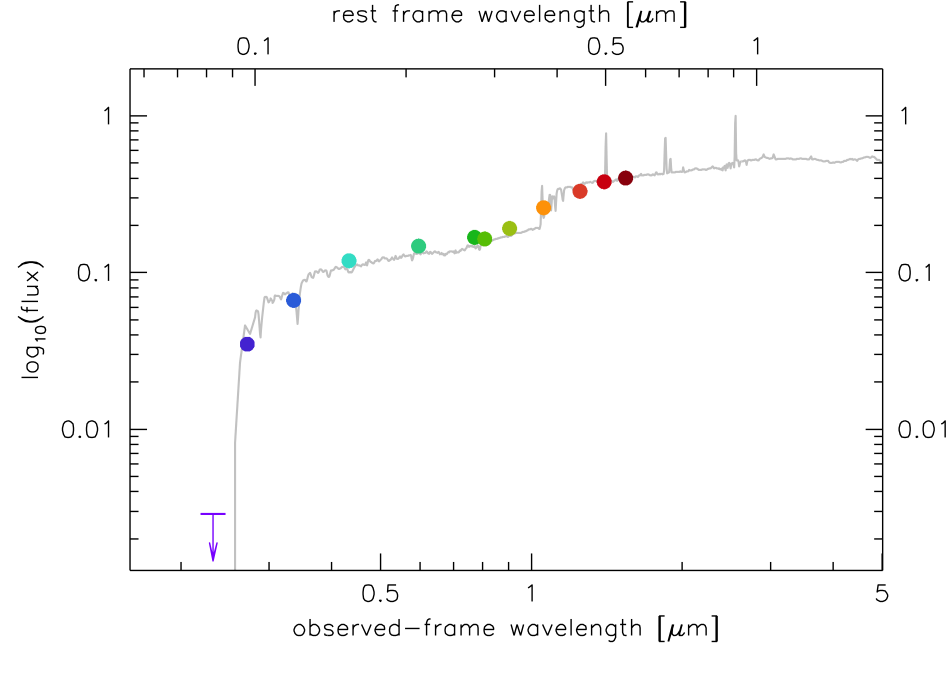 rest frame wavelength [μm]
0.1 0.5 1
1 1
0.1 0.1
log₁₀(flux)
0.01 0.01
0.5 1 5
observed-frame wavelength [μm]